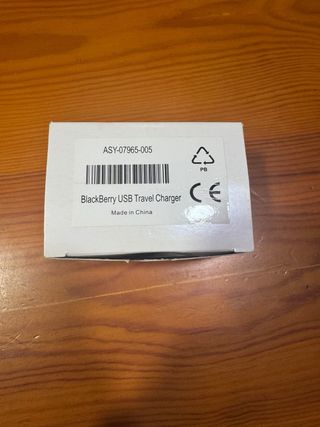 ASY-07965-005
PB
BlackBerry USB Travel Charger
CE
Made in China